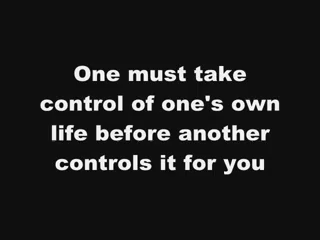 One must take
control of one's own
life before another
controls it for you